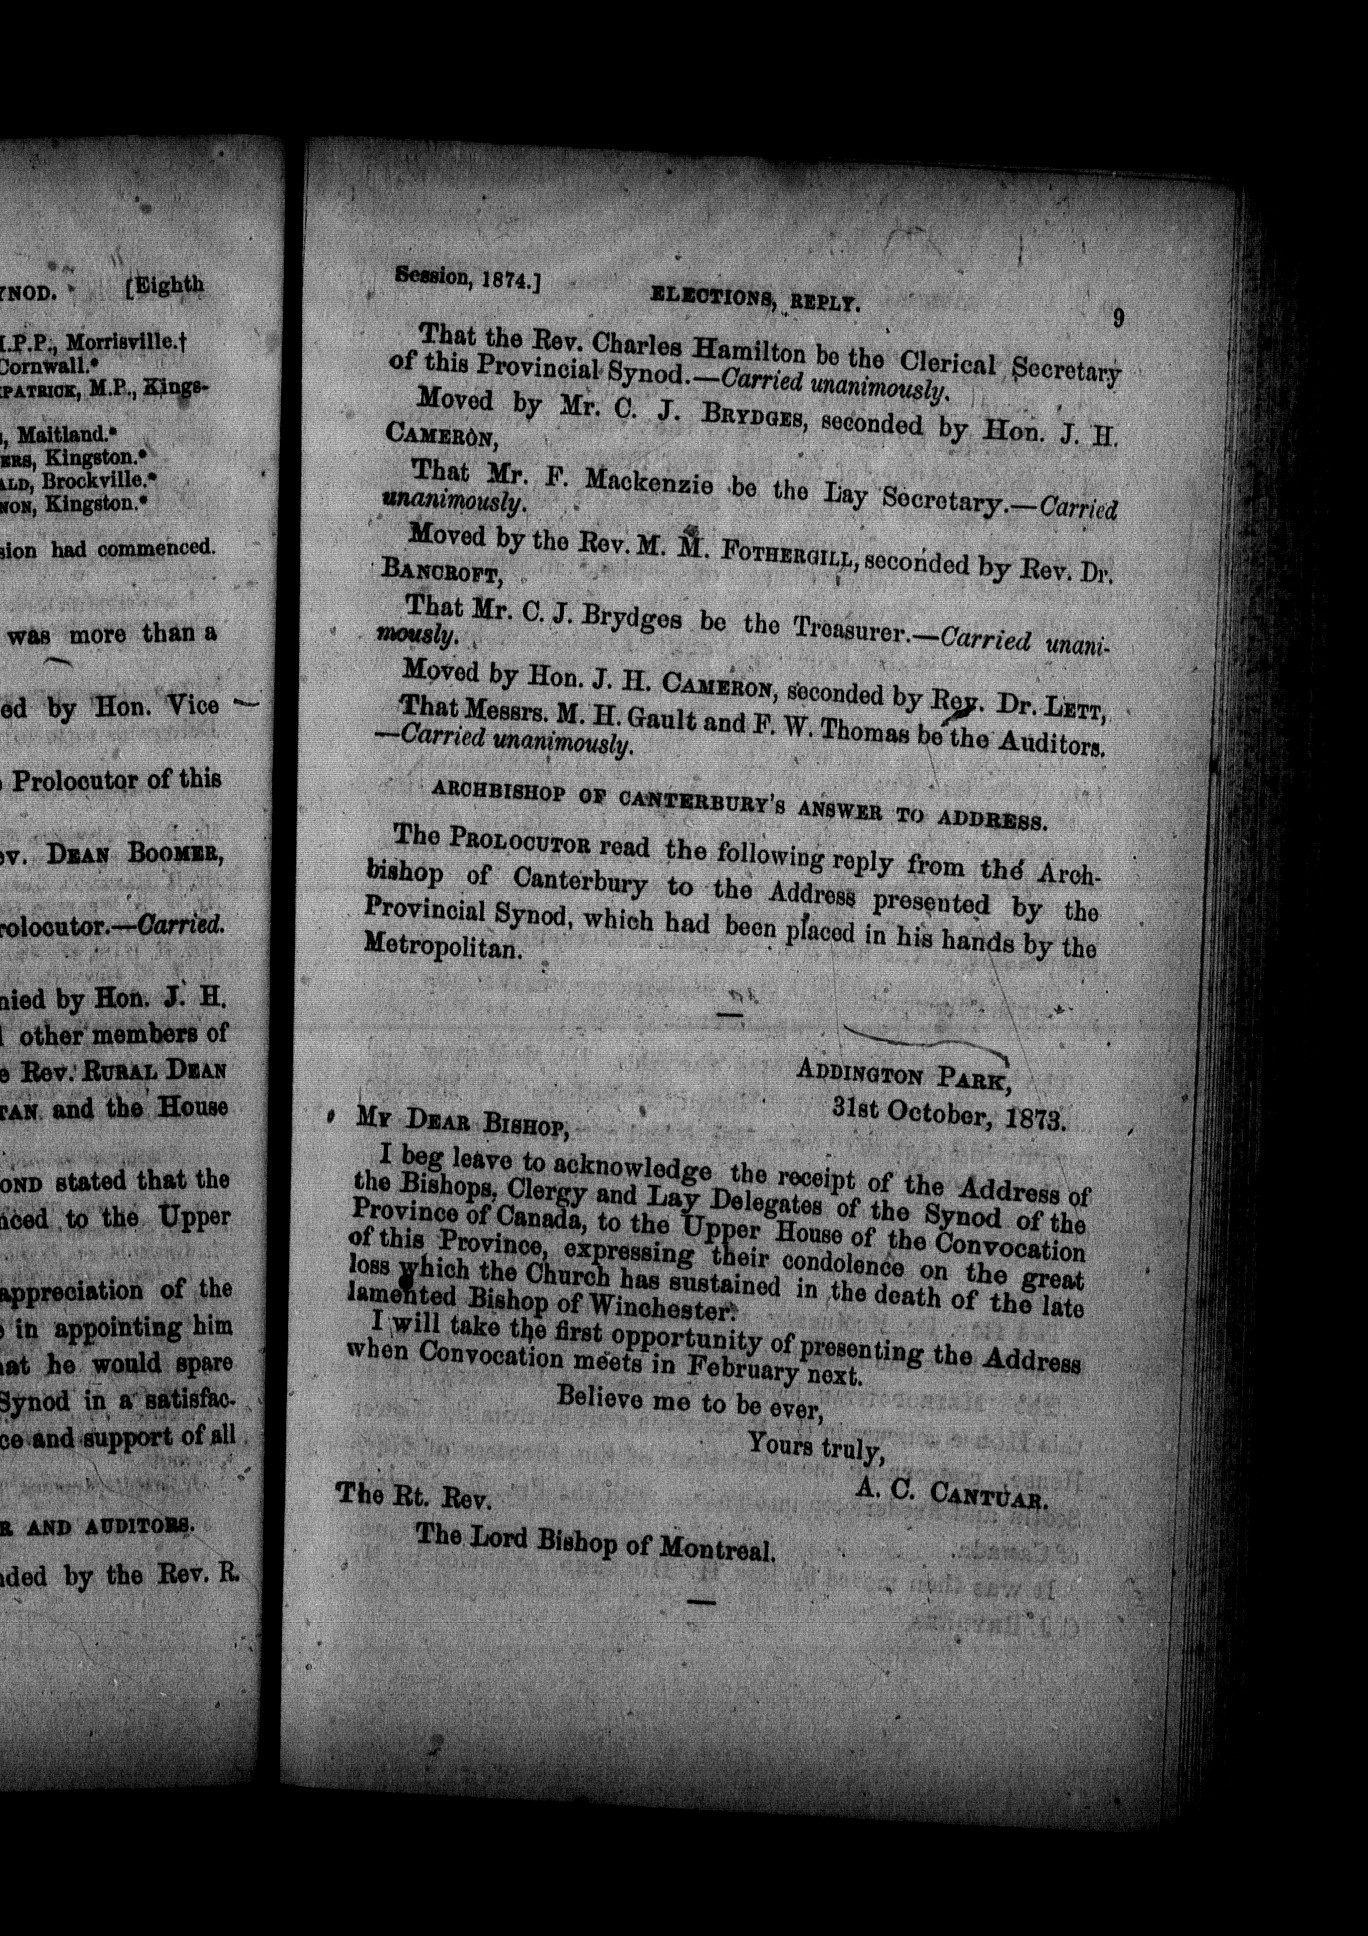 YNOD. [Eighth
I.P.P., Morrisville.†
Cornwall.*
PATRICK, M.P., Kings-
, Maitland.*
ERS, Kingston.*
ALD, Brockville.*
NON, Kingston.*
sion had commenced.
was more than a
ed by Hon. Vice
Prolocutor of this
ov. DEAN BOOMER,
rolocutor.—Carried.
nied by Hon. J. H.
other members of
e Rev. RURAL DEAN
TAN and the House
OND stated that the
nced to the Upper
appreciation of the
in appointing him
hat he would spare
Synod in a satisfac-
ce and support of all
R AND AUDITORS.
nded by the Rev. R.
Session, 1874.] ELECTIONS, REPLY. 9
That the Rev. Charles Hamilton be the Clerical Secretary
of this Provincial Synod.—Carried unanimously.
Moved by Mr. C. J. BRYDGES, seconded by Hon. J. H.
CAMERON,
That Mr. F. Mackenzie be the Lay Secretary.—Carried
unanimously.
Moved by the Rev. M. M. FOTHERGILL, seconded by Rev. Dr.
BANCROFT,
That Mr. C. J. Brydges be the Treasurer.—Carried unani-
mously.
Moved by Hon. J. H. CAMERON, seconded by Rev. Dr. LETT,
That Messrs. M. H. Gault and F. W. Thomas be the Auditors.
—Carried unanimously.
ARCHBISHOP OF CANTERBURY'S ANSWER TO ADDRESS.
The PROLOCUTOR read the following reply from the Arch-
bishop of Canterbury to the Address presented by the
Provincial Synod, which had been placed in his hands by the
Metropolitan.
ADDINGTON PARK,
31st October, 1873.
MY DEAR BISHOP,
I beg leave to acknowledge the receipt of the Address of
the Bishops, Clergy and Lay Delegates of the Synod of the
Province of Canada, to the Upper House of the Convocation
of this Province, expressing their condolence on the great
loss which the Church has sustained in the death of the late
lamented Bishop of Winchester.
I will take the first opportunity of presenting the Address
when Convocation meets in February next.
Believe me to be ever,
Yours truly,
A. C. CANTUAR.
The Rt. Rev.
The Lord Bishop of Montreal.